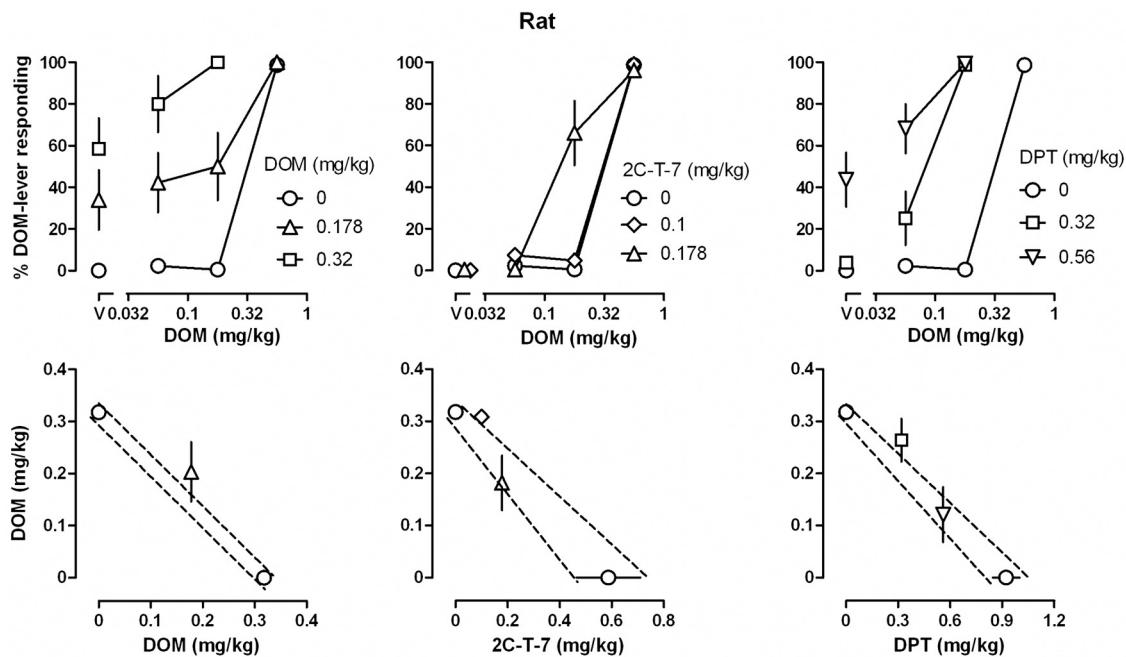 Rat
% DOM-lever responding
100
80
60
40
20
0
V 0.032 0.1 0.32 1
DOM (mg/kg)
DOM (mg/kg)
0
0.178
0.32
100
80
60
40
20
0
V 0.032 0.1 0.32 1
DOM (mg/kg)
2C-T-7 (mg/kg)
0
0.1
0.178
100
80
60
40
20
0
V 0.032 0.1 0.32 1
DOM (mg/kg)
DPT (mg/kg)
0
0.32
0.56
DOM (mg/kg)
0.4
0.3
0.2
0.1
0
0 0.1 0.2 0.3 0.4
DOM (mg/kg)
0.4
0.3
0.2
0.1
0
0 0.2 0.4 0.6 0.8
2C-T-7 (mg/kg)
0.4
0.3
0.2
0.1
0
0 0.3 0.6 0.9 1.2
DPT (mg/kg)